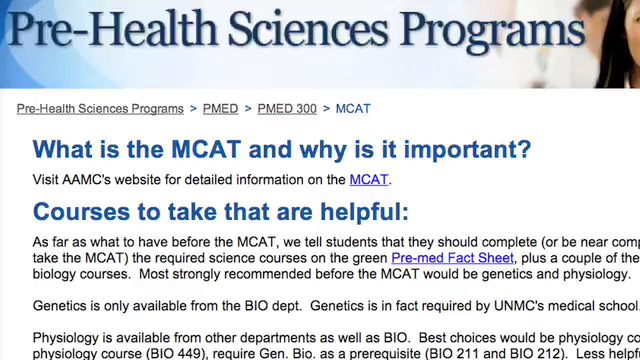 Pre-Health Sciences Programs
Pre-Health Sciences Programs > PMED > PMED 300 > MCAT
What is the MCAT and why is it important?
Visit AAMC's website for detailed information on the MCAT.
Courses to take that are helpful:
As far as what to have before the MCAT, we tell students that they should complete (or be near comp
take the MCAT) the required science courses on the green Pre-med Fact Sheet, plus a couple of the
biology courses. Most strongly recommended before the MCAT would be genetics and physiology.
Genetics is only available from the BIO dept. Genetics is in fact required by UNMC's medical school.
Physiology is available from other departments as well as BIO. Best choices would be physiology co
physiology course (BIO 449), require Gen. Bio. as a prerequisite (BIO 211 and BIO 212). Less help